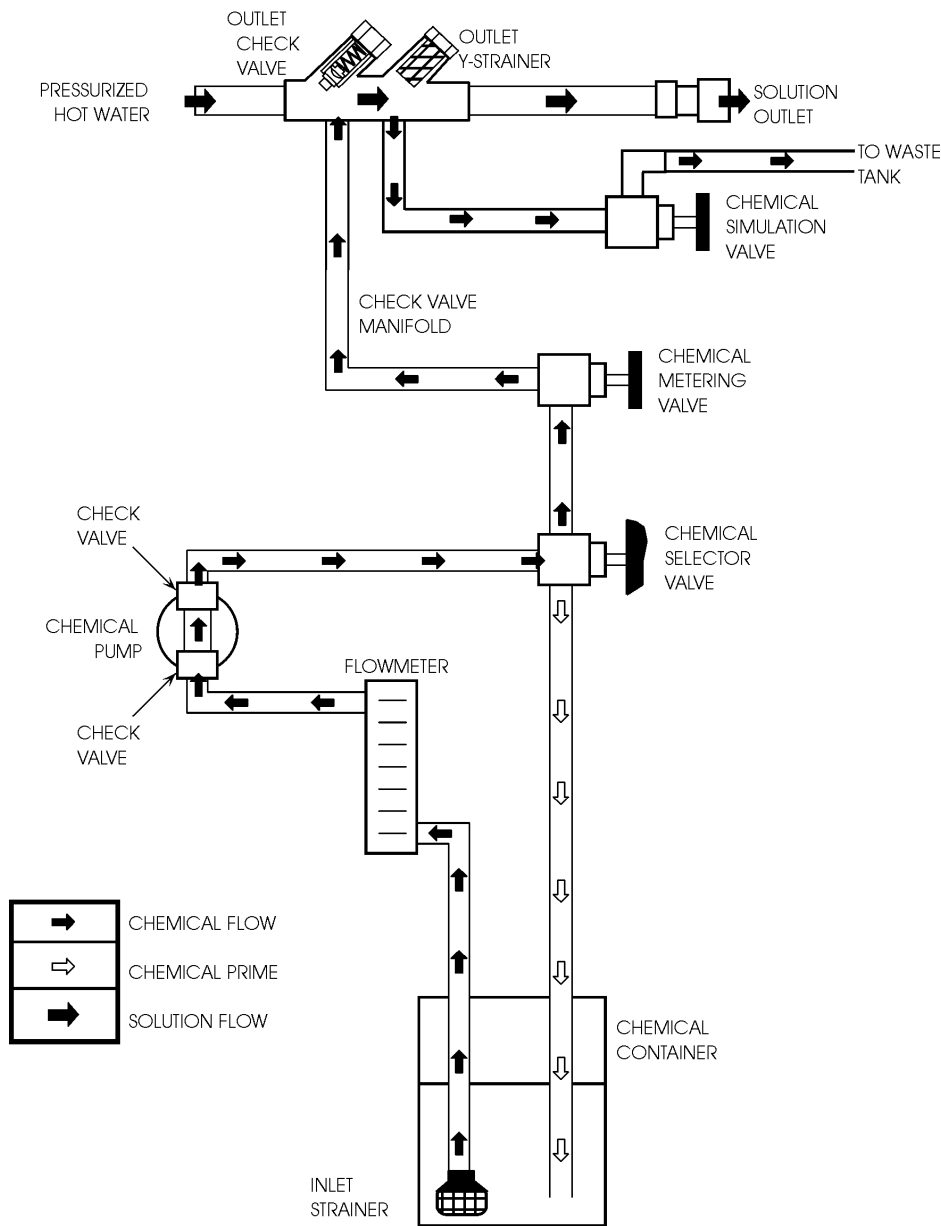 OUTLET
CHECK
VALVE
OUTLET
Y-STRAINER
PRESSURIZED
HOT WATER
SOLUTION
OUTLET
TO WASTE
TANK
CHEMICAL
SIMULATION
VALVE
CHECK VALVE
MANIFOLD
CHEMICAL
METERING
VALVE
CHECK
VALVE
CHEMICAL
SELECTOR
VALVE
CHEMICAL
PUMP
FLOWMETER
CHECK
VALVE
CHEMICAL FLOW
CHEMICAL PRIME
SOLUTION FLOW
CHEMICAL
CONTAINER
INLET
STRAINER